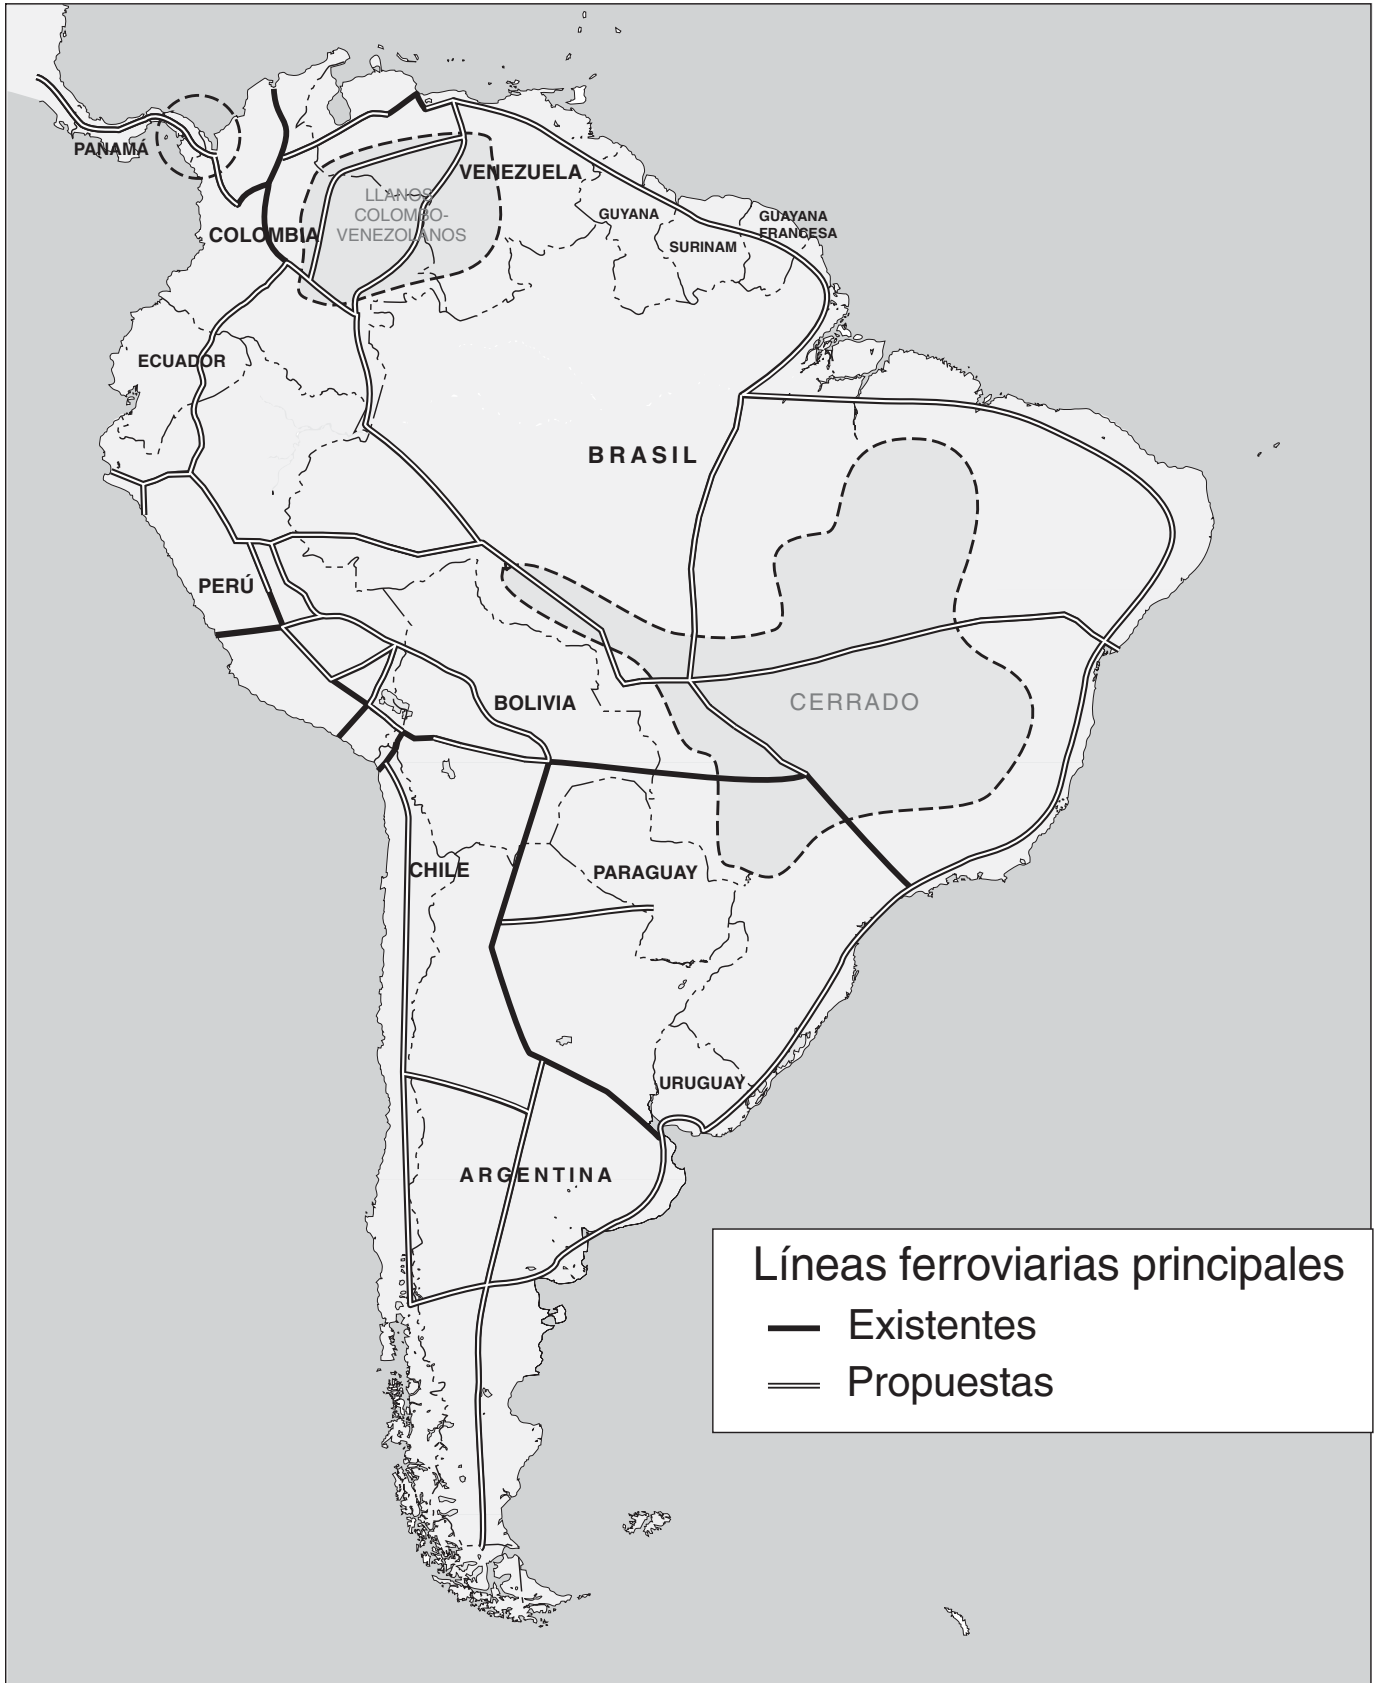 PANAMÁ
VENEZUELA
LLANOS
COLOMBO-
VENEZOLANOS
GUYANA
GUAYANA
FRANCESA
COLOMBIA
SURINAM
ECUADOR
BRASIL
PERÚ
BOLIVIA
CERRADO
CHILE
PARAGUAY
URUGUAY
ARGENTINA
Líneas ferroviarias principales
Existentes
Propuestas